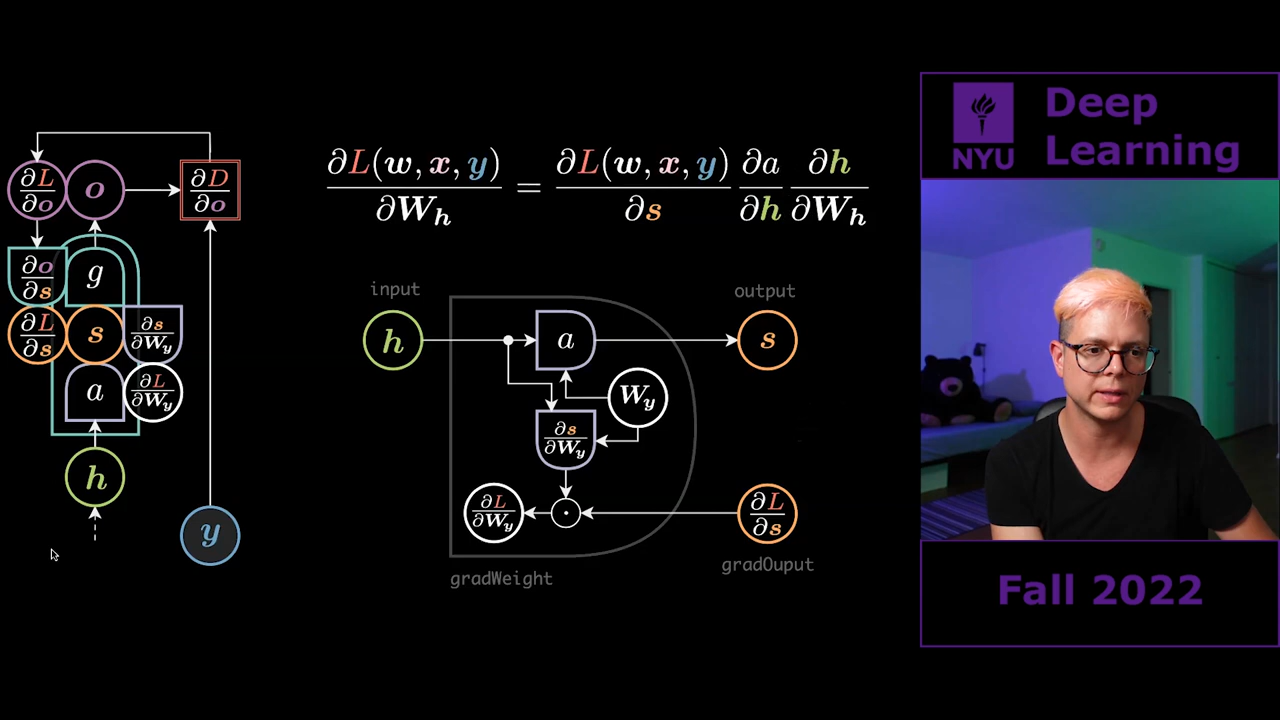 ∂L/∂o o ∂D/∂o
∂o/∂s g
∂L/∂s s ∂s/∂W_y
a ∂L/∂W_y
h
y
∂L(w, x, y)/∂W_h = ∂L(w, x, y)/∂s ∂a/∂h ∂h/∂W_h
input
output
h a s
W_y
∂s/∂W_y
∂L/∂W_y · ∂L/∂s
gradWeight
gradOuput
NYU
Deep
Learning
Fall 2022